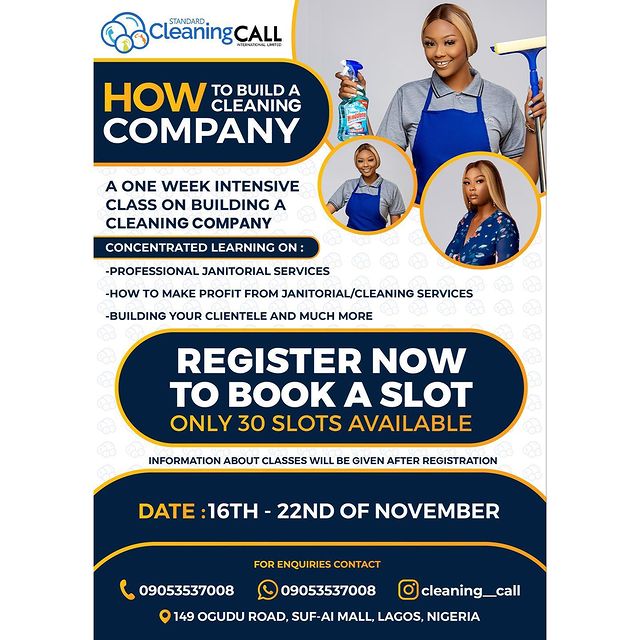 STANDARD
CleaningCALL
INTERNATIONAL LIMITED
HOW TO BUILD A
CLEANING
COMPANY
A ONE WEEK INTENSIVE
CLASS ON BUILDING A
CLEANING COMPANY
CONCENTRATED LEARNING ON :
-PROFESSIONAL JANITORIAL SERVICES
-HOW TO MAKE PROFIT FROM JANITORIAL/CLEANING SERVICES
-BUILDING YOUR CLIENTELE AND MUCH MORE
REGISTER NOW
TO BOOK A SLOT
ONLY 30 SLOTS AVAILABLE
INFORMATION ABOUT CLASSES WILL BE GIVEN AFTER REGISTRATION
DATE :16TH - 22ND OF NOVEMBER
FOR ENQUIRIES CONTACT
09053537008 09053537008 cleaning__call
149 OGUDU ROAD, SUF-AI MALL, LAGOS, NIGERIA